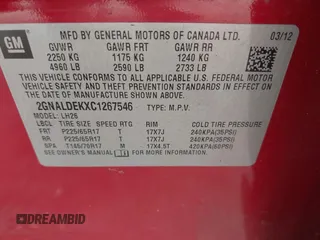 GM
MFD BY GENERAL MOTORS OF CANADA LTD.
03/12
GVWR GAWR FRT GAWR RR
2250 KG 1175 KG 1240 KG
4960 LB 2590 LB 2733 LB
THIS VEHICLE CONFORMS TO ALL APPLICABLE U.S. FEDERAL MOTOR
VEHICLE SAFETY, BUMPER, AND THEFT PREVENTION STANDARDS IN
EFFECT ON THE DATE OF MANUFACTURE SHOWN ABOVE.
2GNALDEKXC1267546 TYPE: M.P.V.
MODEL: LH26
LBCL TIRE SIZE SPEED RTG RIM COLD TIRE PRESSURE
FRT P225/65R17 T 17X7J 240KPA(35PSI)
RR P225/65R17 T 17X7J 240KPA(35PSI)
SPA T145/70R17 M 17X4.5T 420KPA(60PSI)
SEE OWNER'S MANUAL FOR ADDITIONAL INFORMATION
DREAMBID